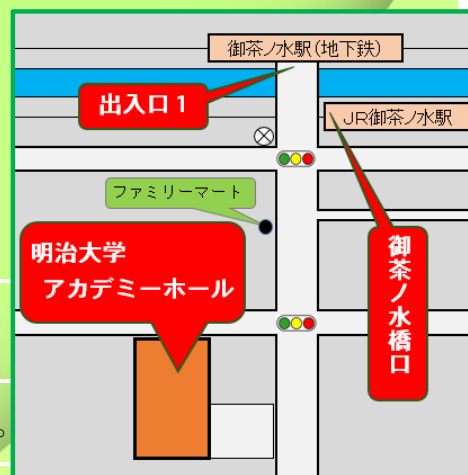 御茶ノ水駅(地下鉄)
出入口1
JR御茶ノ水駅
ファミリーマート
明治大学
アカデミーホール
御茶ノ水橋口